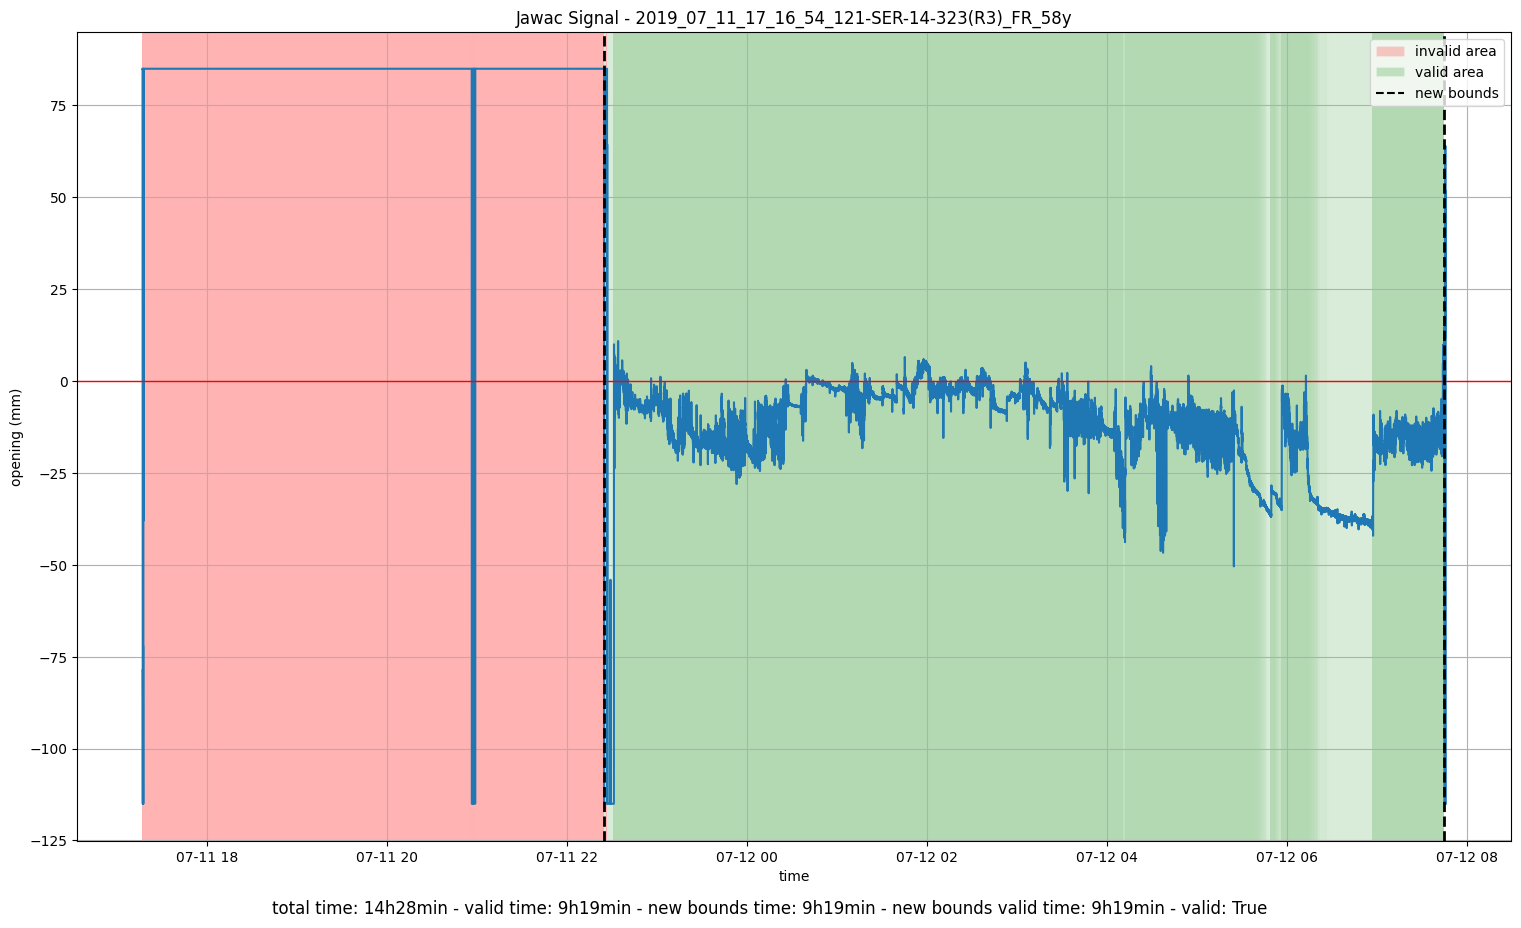 Jawac Signal - 2019_07_11_17_16_54_121-SER-14-323(R3)_FR_58y
invalid area
valid area
new bounds
75
50
25
0
−25
−50
−75
−100
−125
opening (mm)
07-11 18
07-11 20
07-11 22
07-12 00
07-12 02
07-12 04
07-12 06
07-12 08
time
total time: 14h28min - valid time: 9h19min - new bounds time: 9h19min - new bounds valid time: 9h19min - valid: True